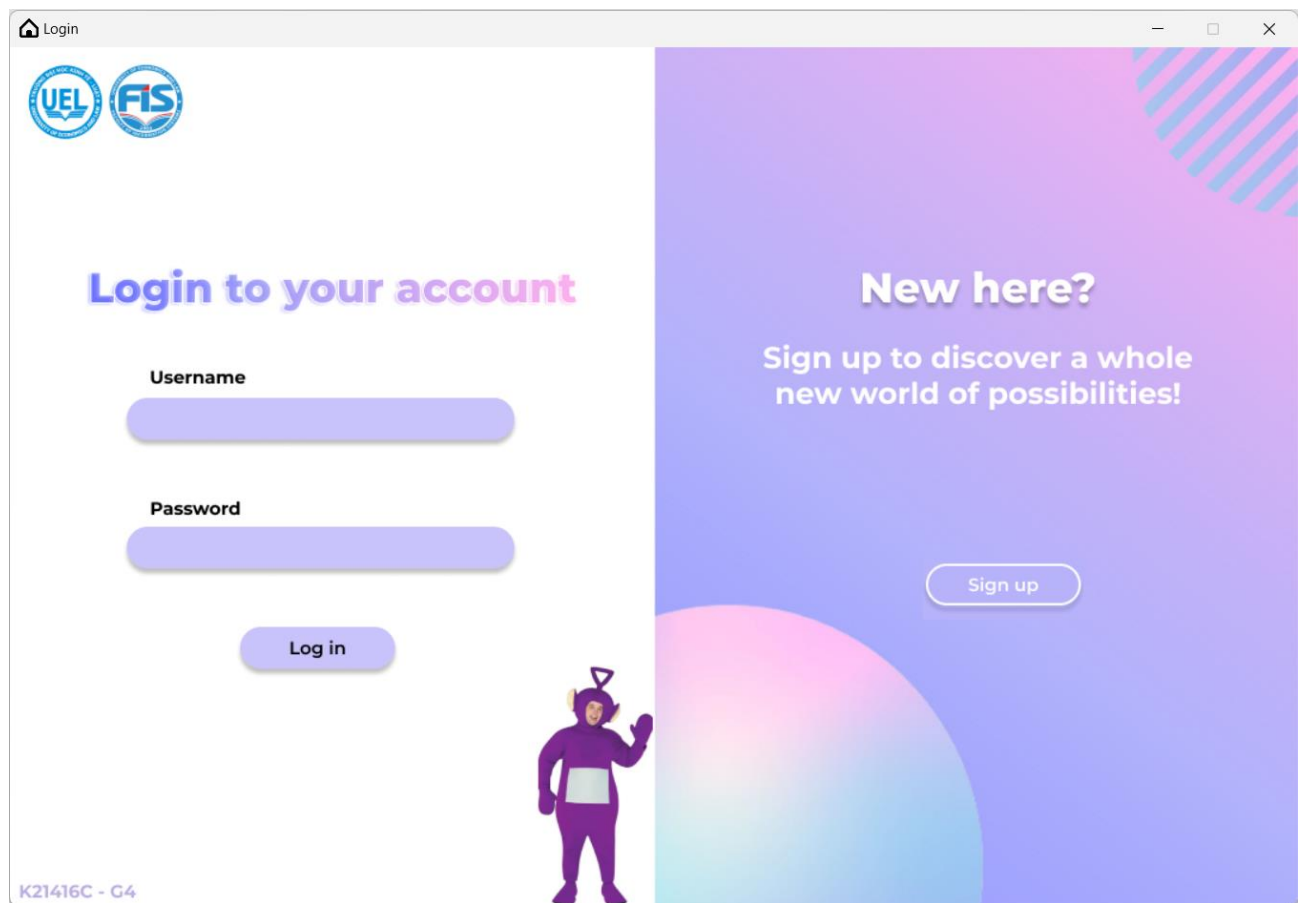 Login
UEL
FIS
Login to your account
Username
Password
Log in
K21416C - G4
New here?
Sign up to discover a whole
new world of possibilities!
Sign up